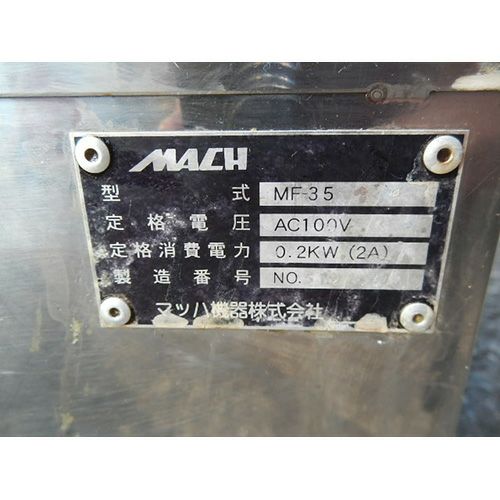 MACH
型式 MF-35
定格電圧 AC100V
定格消費電力 0.2KW (2A)
製造番号 NO.
マッハ機器株式会社